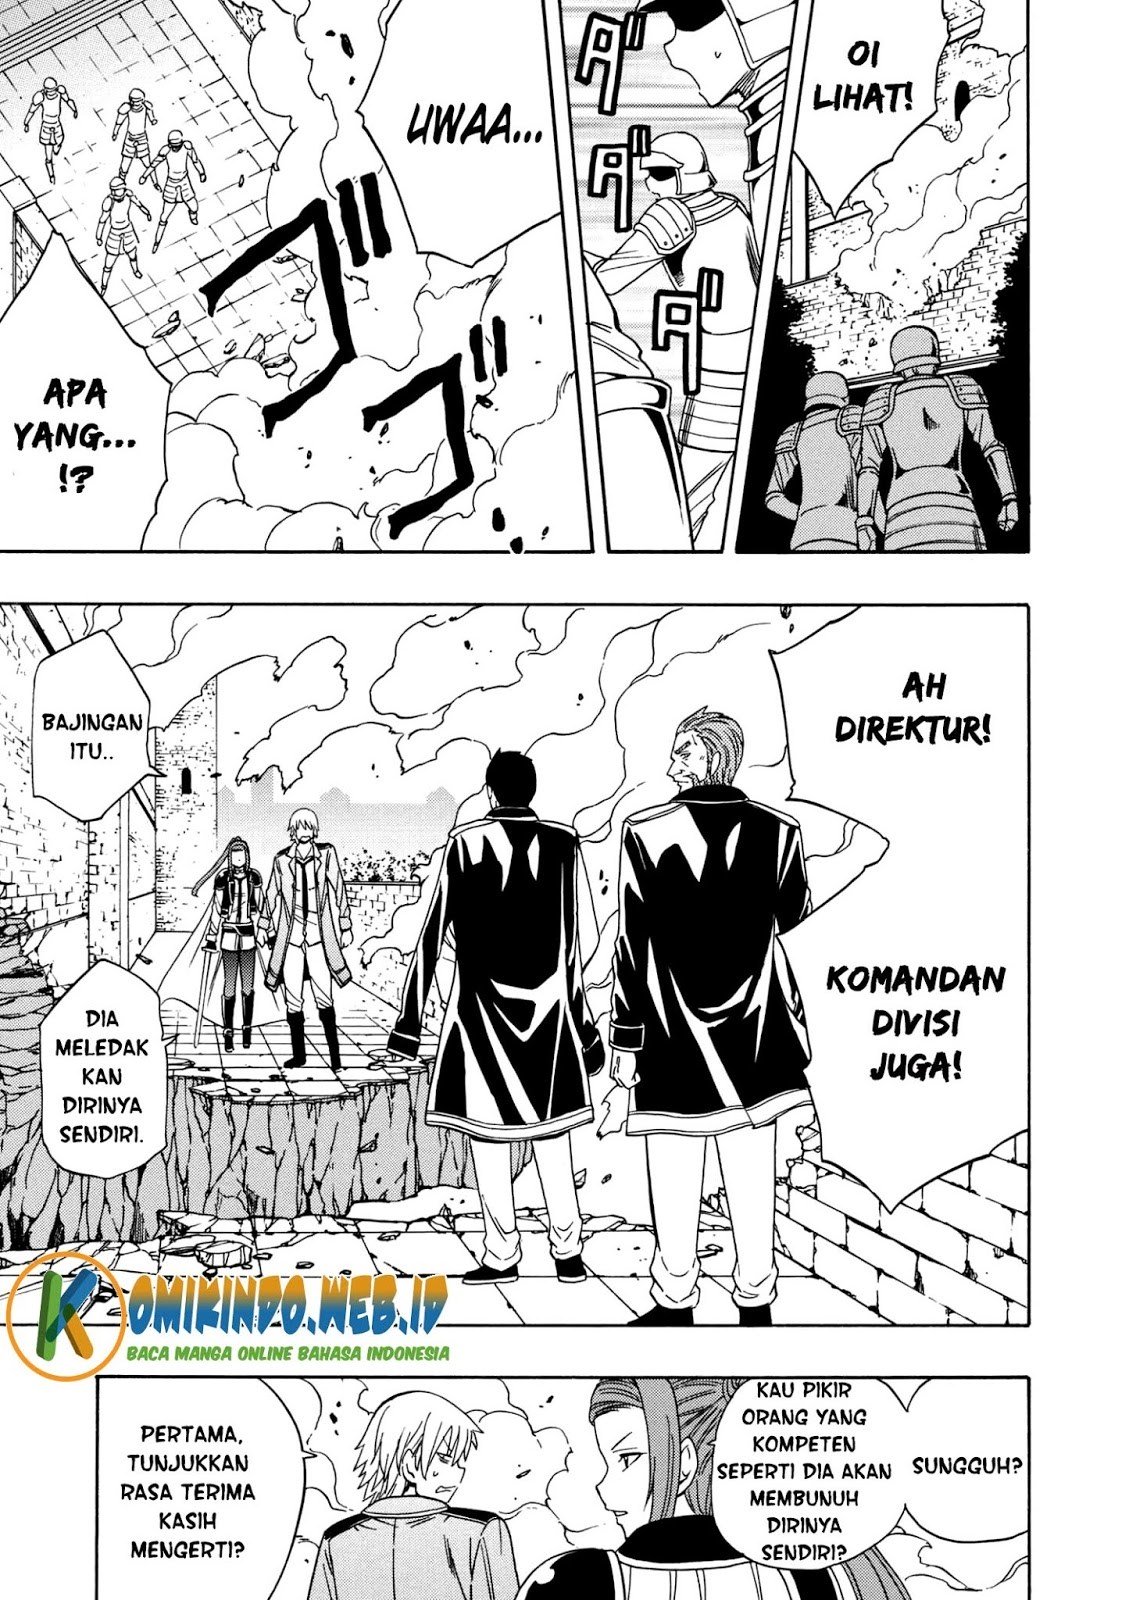 OI
LIHAT!
ダ
ダ
ダ
ダ
UWAA...
ゴ
ゴ
APA
YANG...
!?
AH
DIREKTUR!
KOMANDAN
DIVISI
JUGA!
BAJINGAN
ITU..
DIA
MELEDAK
KAN
DIRINYA
SENDIRI.
KOMIKINDO.WEB.ID
BACA MANGA ONLINE BAHASA INDONESIA
SUNGGUH?
KAU PIKIR
ORANG YANG
KOMPETEN
SEPERTI DIA AKAN
MEMBUNUH
DIRINYA
SENDIRI?
PERTAMA,
TUNJUKKAN
RASA TERIMA
KASIH
MENGERTI?